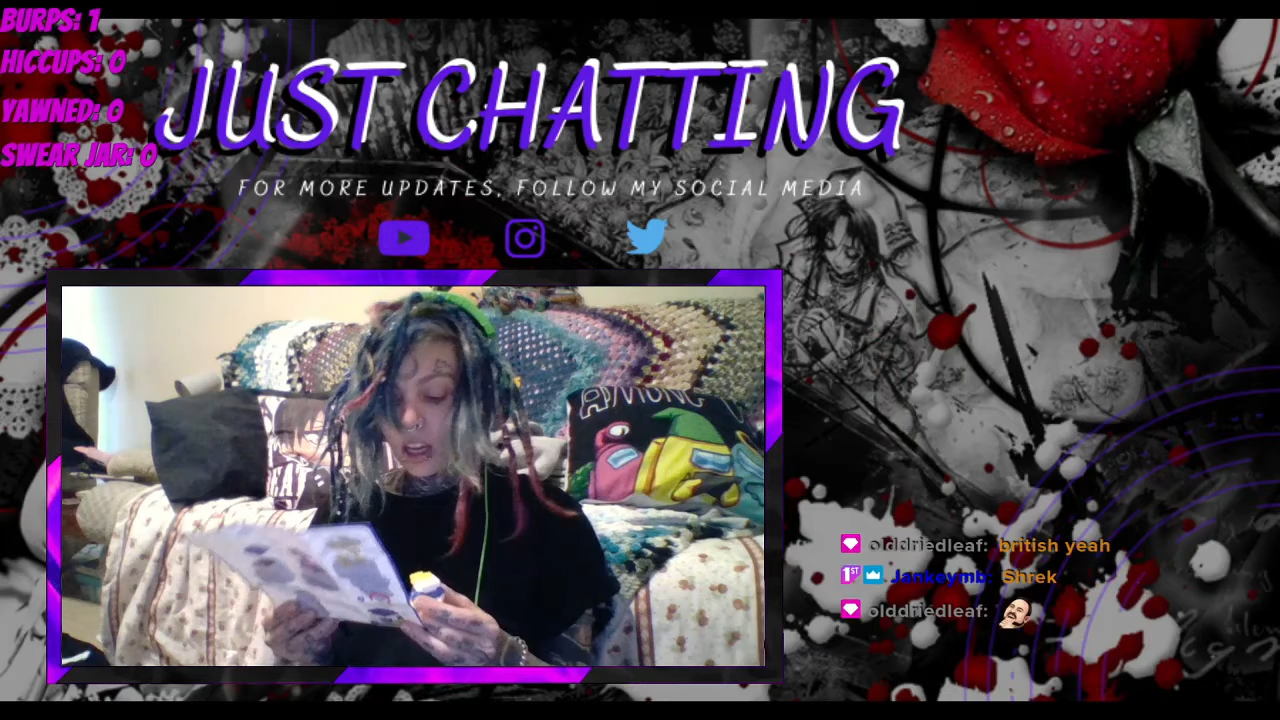 BURPS: 1
HICCUPS: 0
YAWNED: 0
SWEAR JAR: 0
JUST CHATTING
FOR MORE UPDATES, FOLLOW MY SOCIAL MEDIA
AMONG
olddriedleaf: british yeah
1ST Jankeymb: Shrek
olddriedleaf: